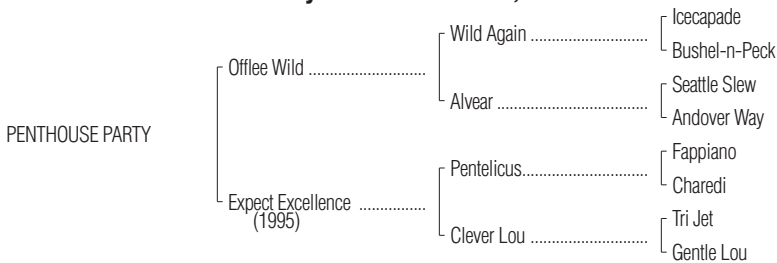 Icecapade
Wild Again ..........................
Bushel-n-Peck
Offlee Wild ..........................
Seattle Slew
Alvear .................................
Andover Way
PENTHOUSE PARTY
Fappiano
Pentelicus...........................
Charedi
Expect Excellence ...............
(1995)
Tri Jet
Clever Lou ..........................
Gentle Lou